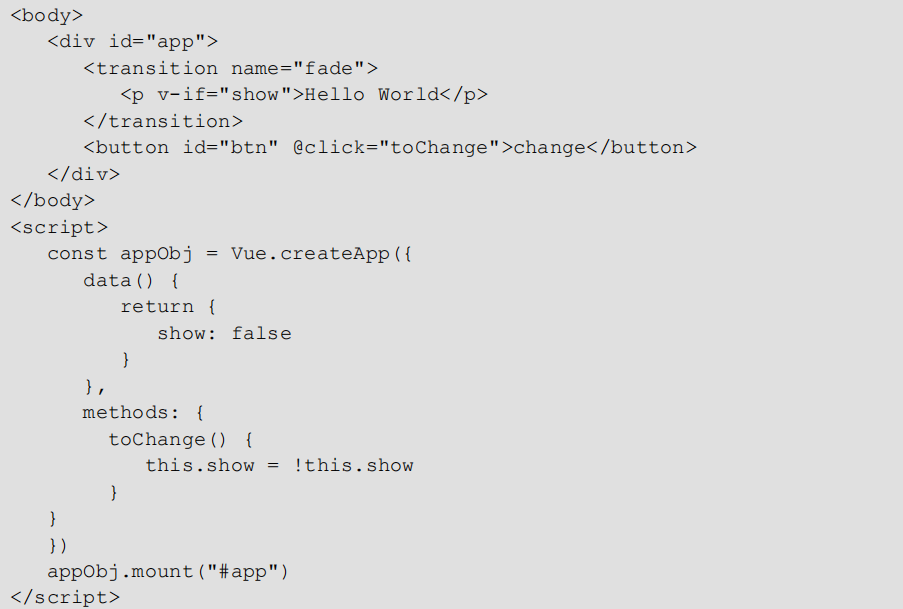 <body>
   <div id="app">
      <transition name="fade">
         <p v-if="show">Hello World</p>
      </transition>
      <button id="btn" @click="toChange">change</button>
   </div>
</body>
<script>
   const appObj = Vue.createApp({
      data() {
         return {
            show: false
         }
      },
      methods: {
        toChange() {
           this.show = !this.show
        }
   }
   })
   appObj.mount("#app")
</script>